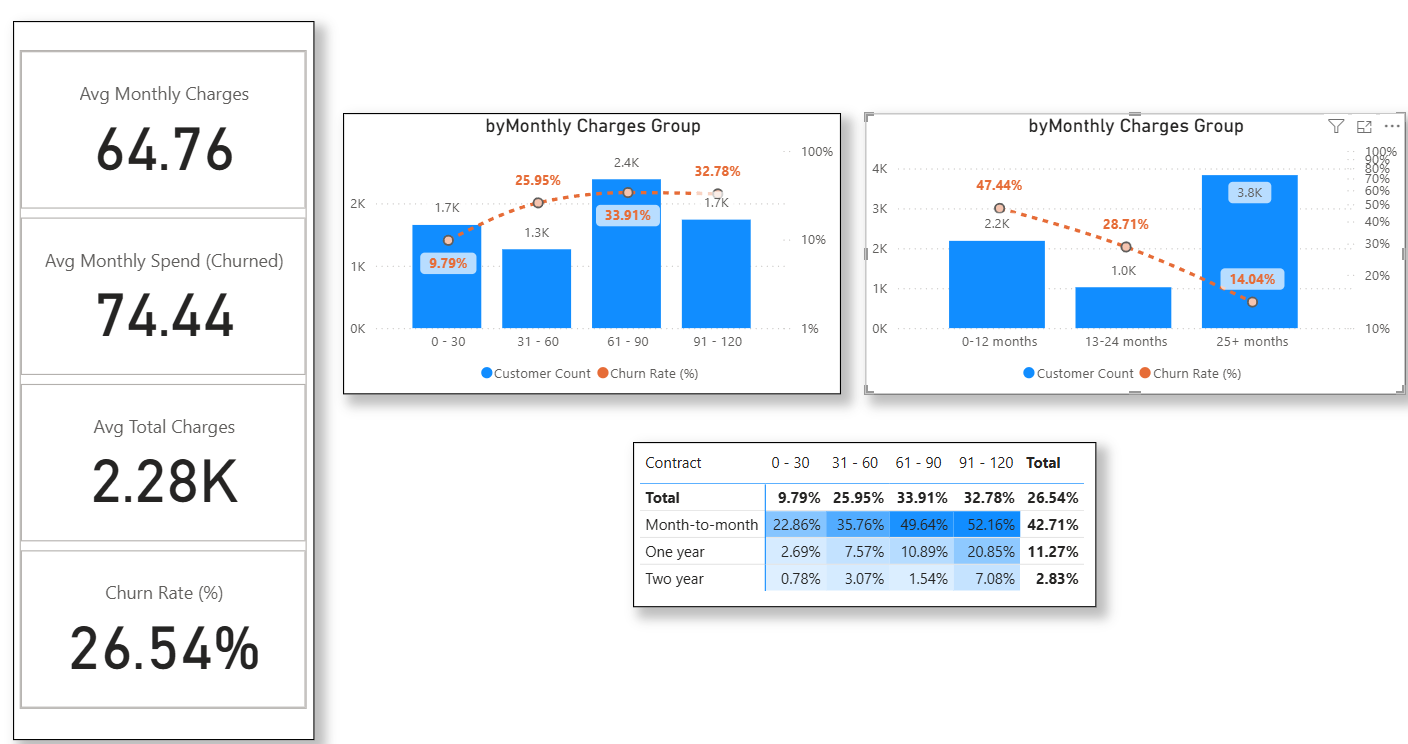 Avg Monthly Charges
64.76
Avg Monthly Spend (Churned)
74.44
Avg Total Charges
2.28K
Churn Rate (%)
26.54%
byMonthly Charges Group
100%
10%
1%
2K
1K
0K
1.7K
1.3K
2.4K
1.7K
9.79%
25.95%
33.91%
32.78%
0 - 30
31 - 60
61 - 90
91 - 120
Customer Count Churn Rate (%)
byMonthly Charges Group
4K
3K
2K
1K
0K
100%
90%
80%
70%
60%
50%
40%
30%
20%
10%
47.44%
28.71%
14.04%
2.2K
1.0K
3.8K
0-12 months
13-24 months
25+ months
Customer Count Churn Rate (%)
Contract 0 - 30 31 - 60 61 - 90 91 - 120 Total
Total 9.79% 25.95% 33.91% 32.78% 26.54%
Month-to-month 22.86% 35.76% 49.64% 52.16% 42.71%
One year 2.69% 7.57% 10.89% 20.85% 11.27%
Two year 0.78% 3.07% 1.54% 7.08% 2.83%